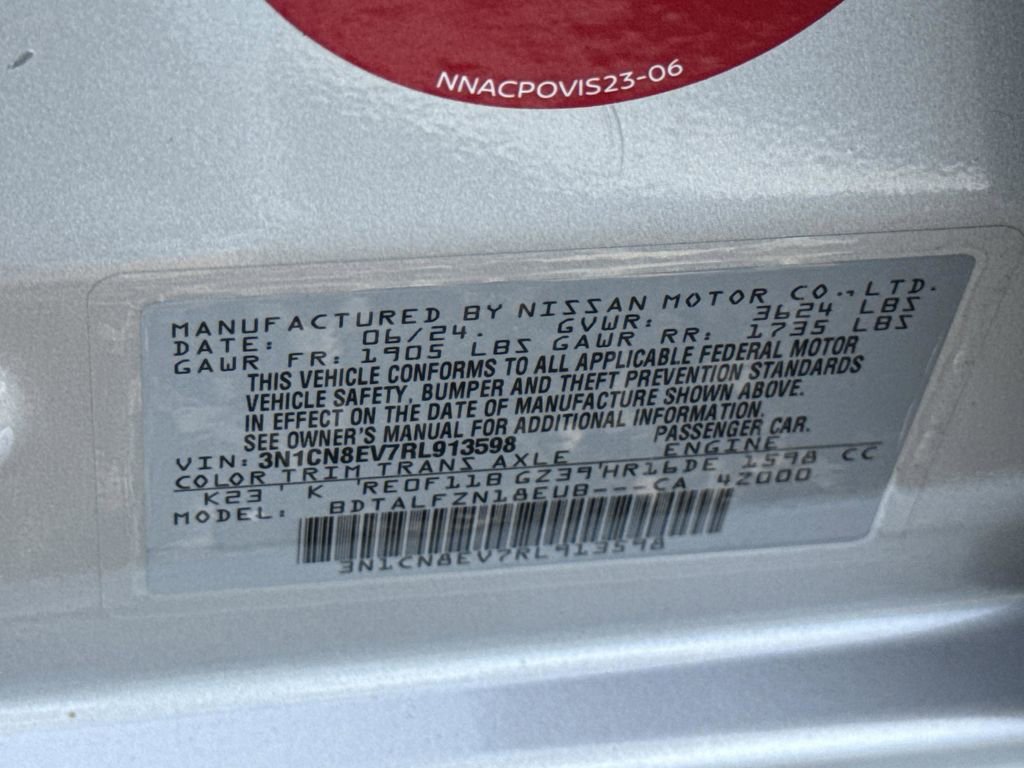 NNACPOVIS23-06
MANUFACTURED BY NISSAN MOTOR CO., LTD.
DATE: 06/24. GVWR: 3624 LBS
GAWR FR: 1905 LBS GAWR RR: 1735 LBS
THIS VEHICLE CONFORMS TO ALL APPLICABLE FEDERAL MOTOR
VEHICLE SAFETY, BUMPER AND THEFT PREVENTION STANDARDS
IN EFFECT ON THE DATE OF MANUFACTURE SHOWN ABOVE.
SEE OWNER'S MANUAL FOR ADDITIONAL INFORMATION.
VIN: 3N1CN8EV7RL913598 PASSENGER CAR.
COLOR TRIM TRANS AXLE ENGINE
K23 K RE0F11B GZ39 HR16DE 1598 CC
MODEL: BDTALFZN18EUB---CA 42000
3N1CN8EV7RL913598